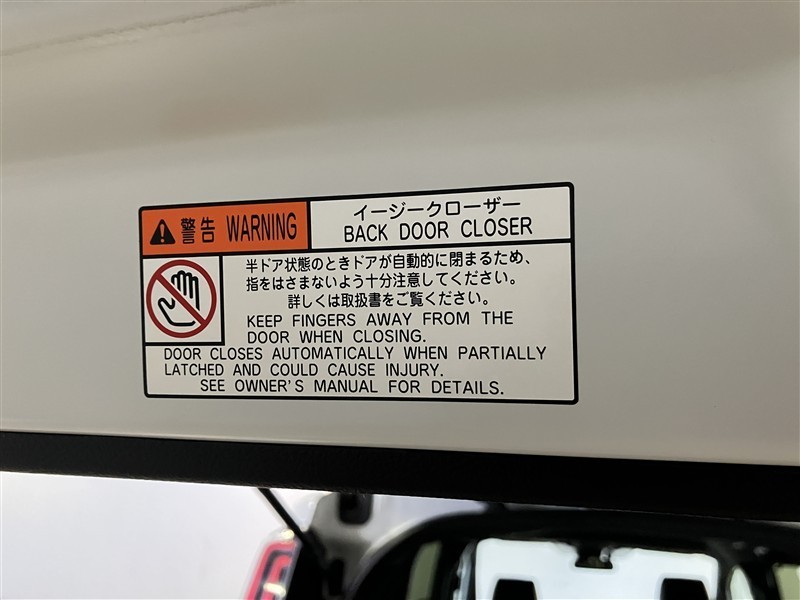 警告 WARNING
イージークローザー
BACK DOOR CLOSER
半ドア状態のときドアが自動的に閉まるため、
指をはさまないよう十分注意してください。
詳しくは取扱書をご覧ください。
KEEP FINGERS AWAY FROM THE
DOOR WHEN CLOSING.
DOOR CLOSES AUTOMATICALLY WHEN PARTIALLY
LATCHED AND COULD CAUSE INJURY.
SEE OWNER'S MANUAL FOR DETAILS.